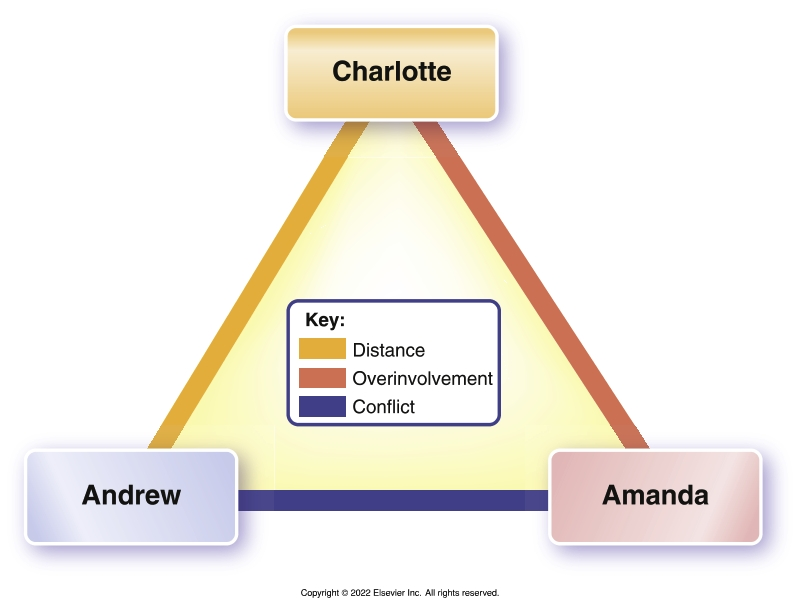 Charlotte
Key:
Distance
Overinvolvement
Conflict
Andrew
Amanda
Copyright © 2022 Elsevier Inc. All rights reserved.